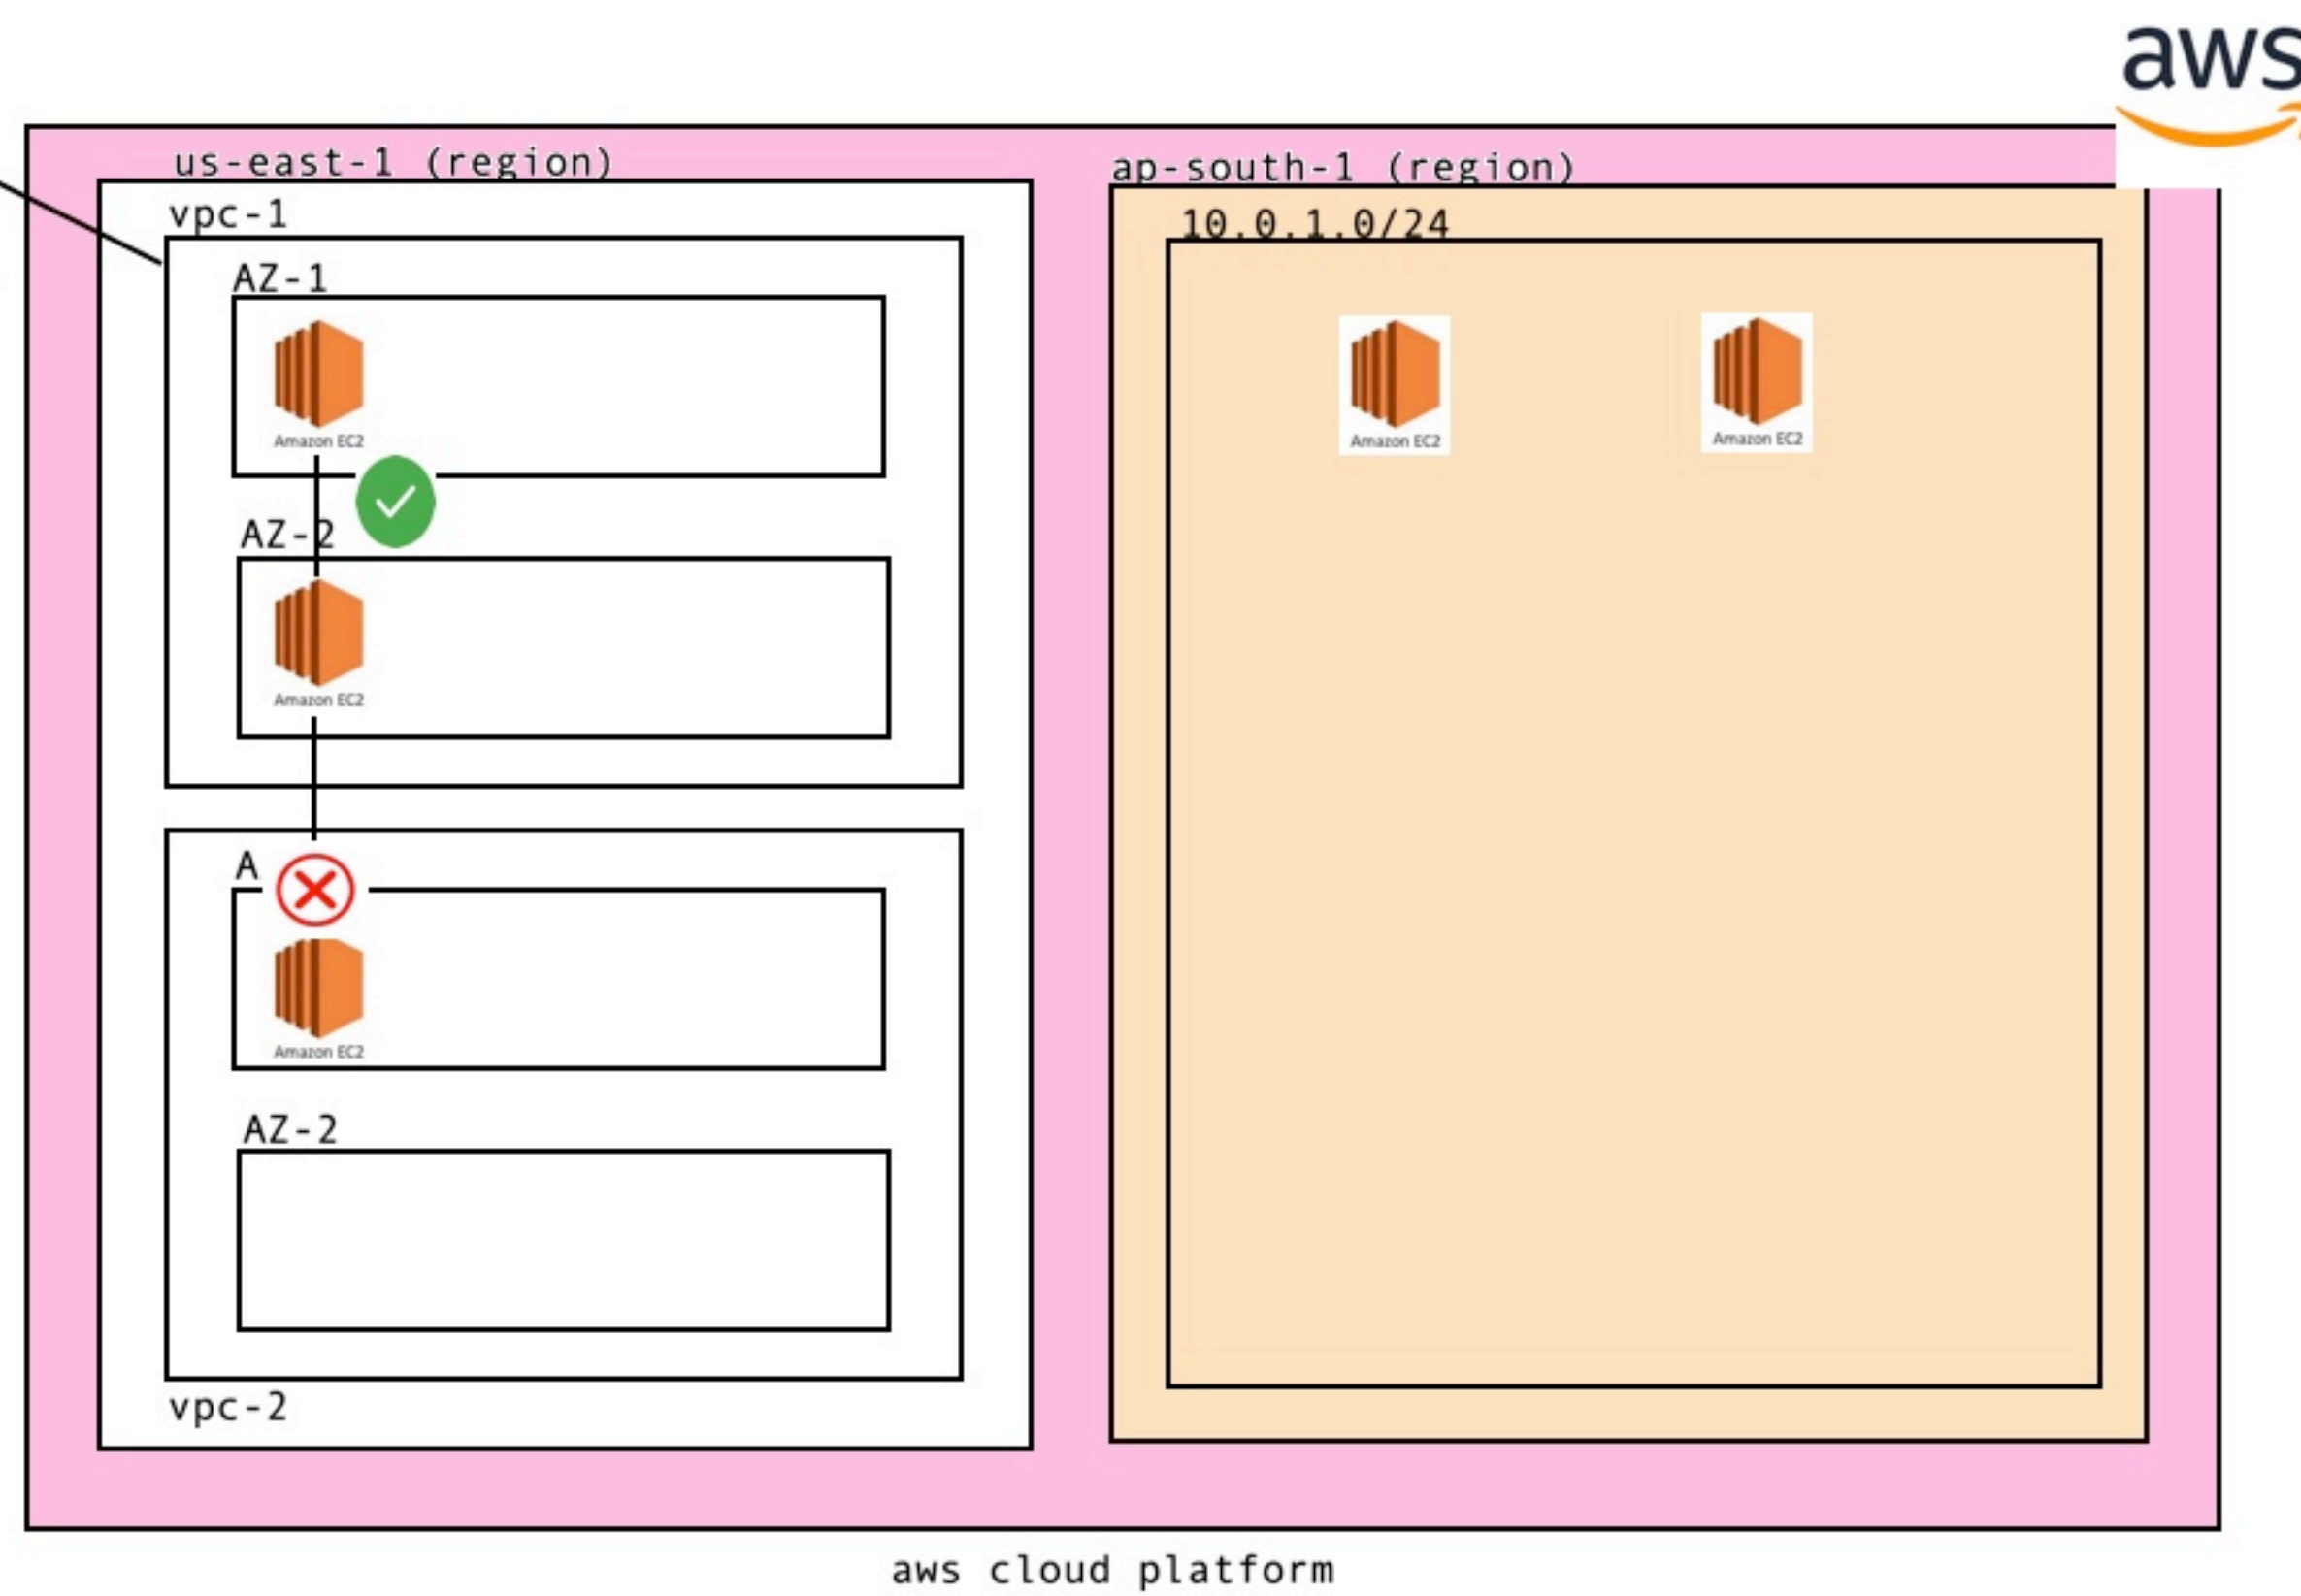 aws
us-east-1 (region)
vpc-1
AZ-1
Amazon EC2
AZ-2
Amazon EC2
A
Amazon EC2
AZ-2
vpc-2
ap-south-1 (region)
10.0.1.0/24
Amazon EC2
Amazon EC2
aws cloud platform